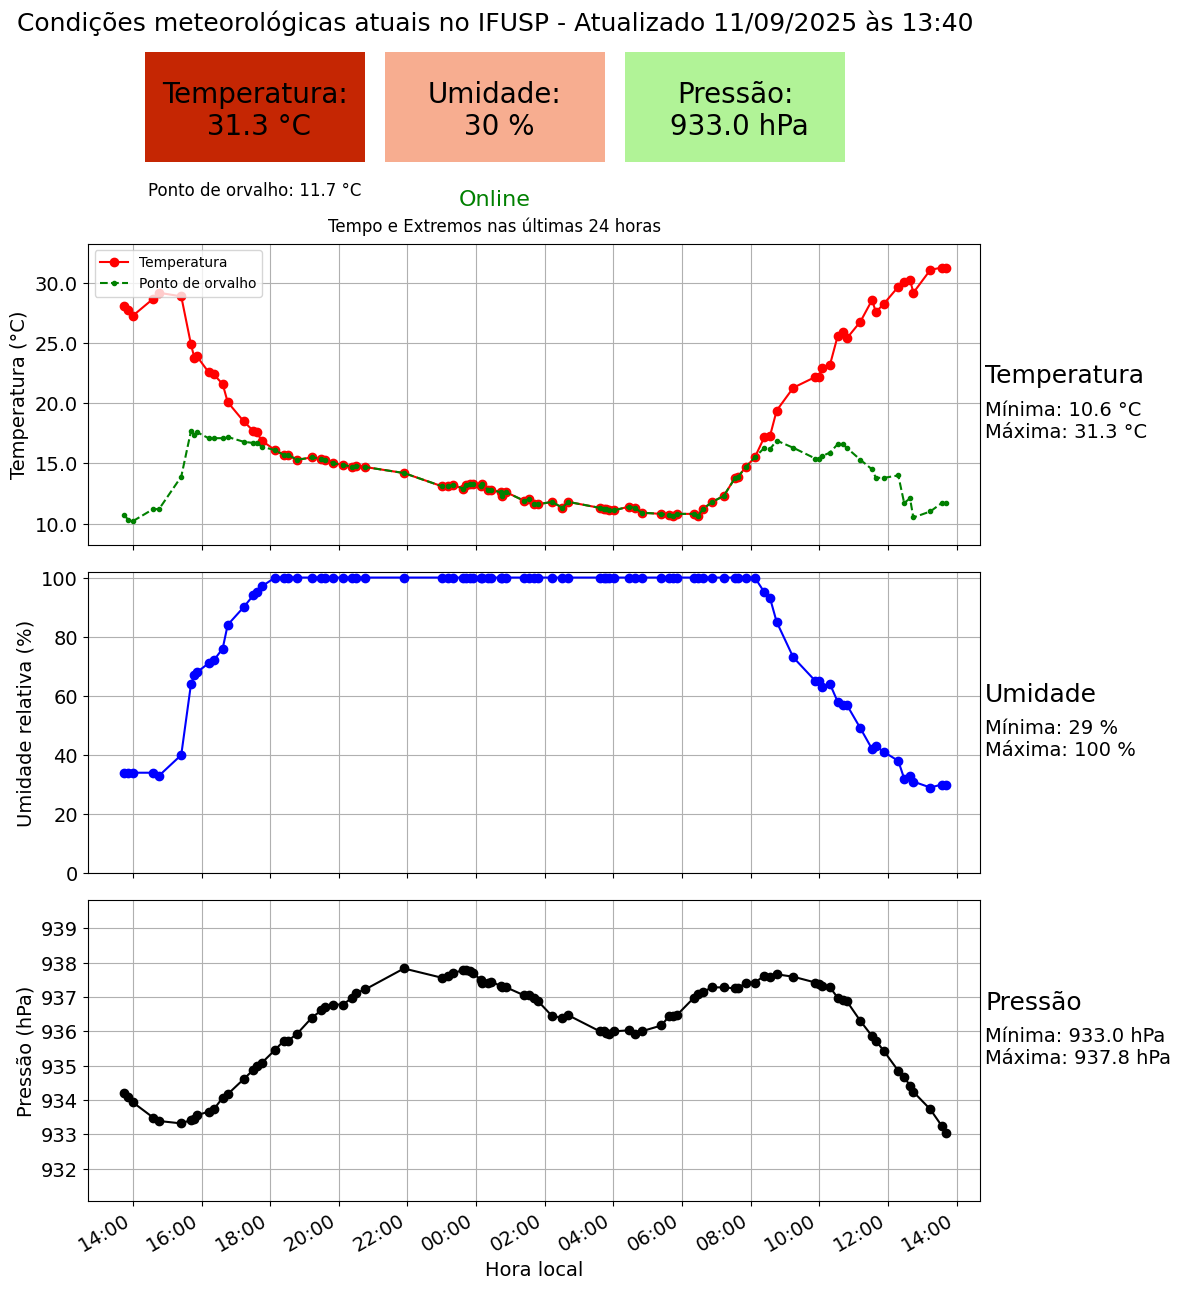 Condições meteorológicas atuais no IFUSP - Atualizado 11/09/2025 às 13:40
Temperatura:
31.3 °C
Umidade:
30 %
Pressão:
933.0 hPa
Ponto de orvalho: 11.7 °C
Online
Tempo e Extremos nas últimas 24 horas
Temperatura
Ponto de orvalho
Temperatura (°C)
30.0
25.0
20.0
15.0
10.0
Temperatura
Mínima: 10.6 °C
Máxima: 31.3 °C
Umidade relativa (%)
100
80
60
40
20
0
Umidade
Mínima: 29 %
Máxima: 100 %
Pressão (hPa)
939
938
937
936
935
934
933
932
Pressão
Mínima: 933.0 hPa
Máxima: 937.8 hPa
14:00 16:00 18:00 20:00 22:00 00:00 02:00 04:00 06:00 08:00 10:00 12:00 14:00
Hora local